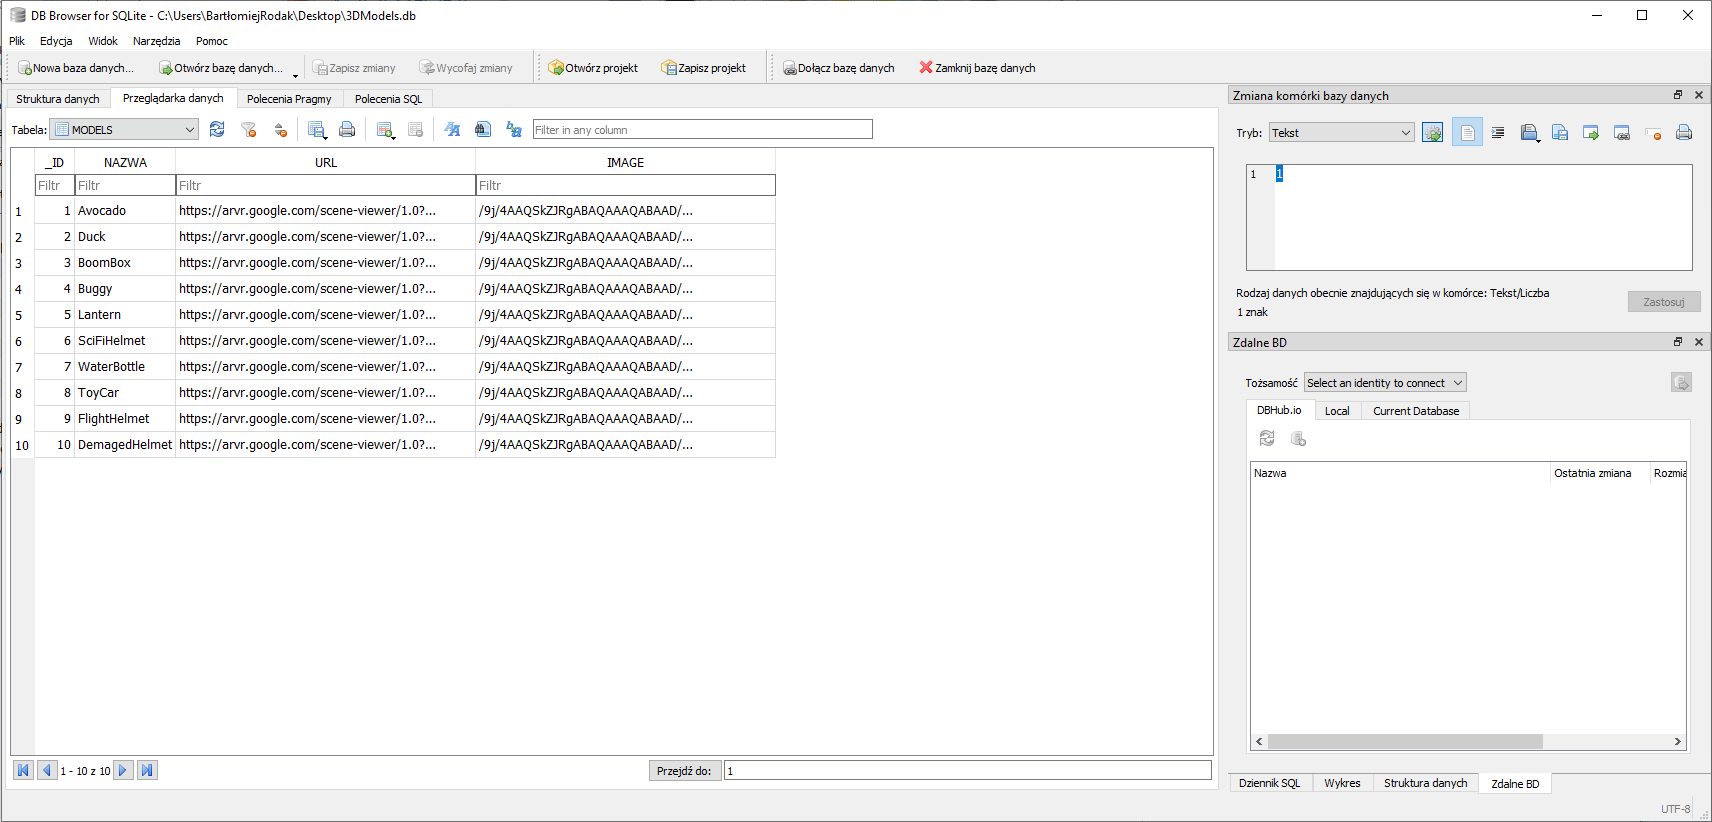 DB Browser for SQLite - C:\Users\BartłomiejRodak\Desktop\3DModels.db
Plik Edycja Widok Narzędzia Pomoc
Nowa baza danych... Otwórz bazę danych... Zapisz zmiany Wycofaj zmiany Otwórz projekt Zapisz projekt Dołącz bazę danych Zamknij bazę danych
Struktura danych Przeglądarka danych Polecenia Pragmy Polecenia SQL
Tabela: MODELS Filter in any column
_ID NAZWA URL IMAGE
Filtr Filtr Filtr Filtr
1 1 Avocado https://arvr.google.com/scene-viewer/1.0?... /9j/4AAQSkZJRgABAQAAAQABAAD/...
2 2 Duck https://arvr.google.com/scene-viewer/1.0?... /9j/4AAQSkZJRgABAQAAAQABAAD/...
3 3 BoomBox https://arvr.google.com/scene-viewer/1.0?... /9j/4AAQSkZJRgABAQAAAQABAAD/...
4 4 Buggy https://arvr.google.com/scene-viewer/1.0?... /9j/4AAQSkZJRgABAQAAAQABAAD/...
5 5 Lantern https://arvr.google.com/scene-viewer/1.0?... /9j/4AAQSkZJRgABAQAAAQABAAD/...
6 6 SciFiHelmet https://arvr.google.com/scene-viewer/1.0?... /9j/4AAQSkZJRgABAQAAAQABAAD/...
7 7 WaterBottle https://arvr.google.com/scene-viewer/1.0?... /9j/4AAQSkZJRgABAQAAAQABAAD/...
8 8 ToyCar https://arvr.google.com/scene-viewer/1.0?... /9j/4AAQSkZJRgABAQAAAQABAAD/...
9 9 FlightHelmet https://arvr.google.com/scene-viewer/1.0?... /9j/4AAQSkZJRgABAQAAAQABAAD/...
10 10 DemagedHelmet https://arvr.google.com/scene-viewer/1.0?... /9j/4AAQSkZJRgABAQAAAQABAAD/...
1 - 10 z 10 Przejdź do: 1
Zmiana komórki bazy danych
Tryb: Tekst
1 1
Rodzaj danych obecnie znajdujących się w komórce: Tekst/Liczba
1 znak
Zastosuj
Zdalne BD
Tożsamość Select an identity to connect
DBHub.io Local Current Database
Nazwa Ostatnia zmiana Rozmia
Dziennik SQL Wykres Struktura danych Zdalne BD
UTF-8